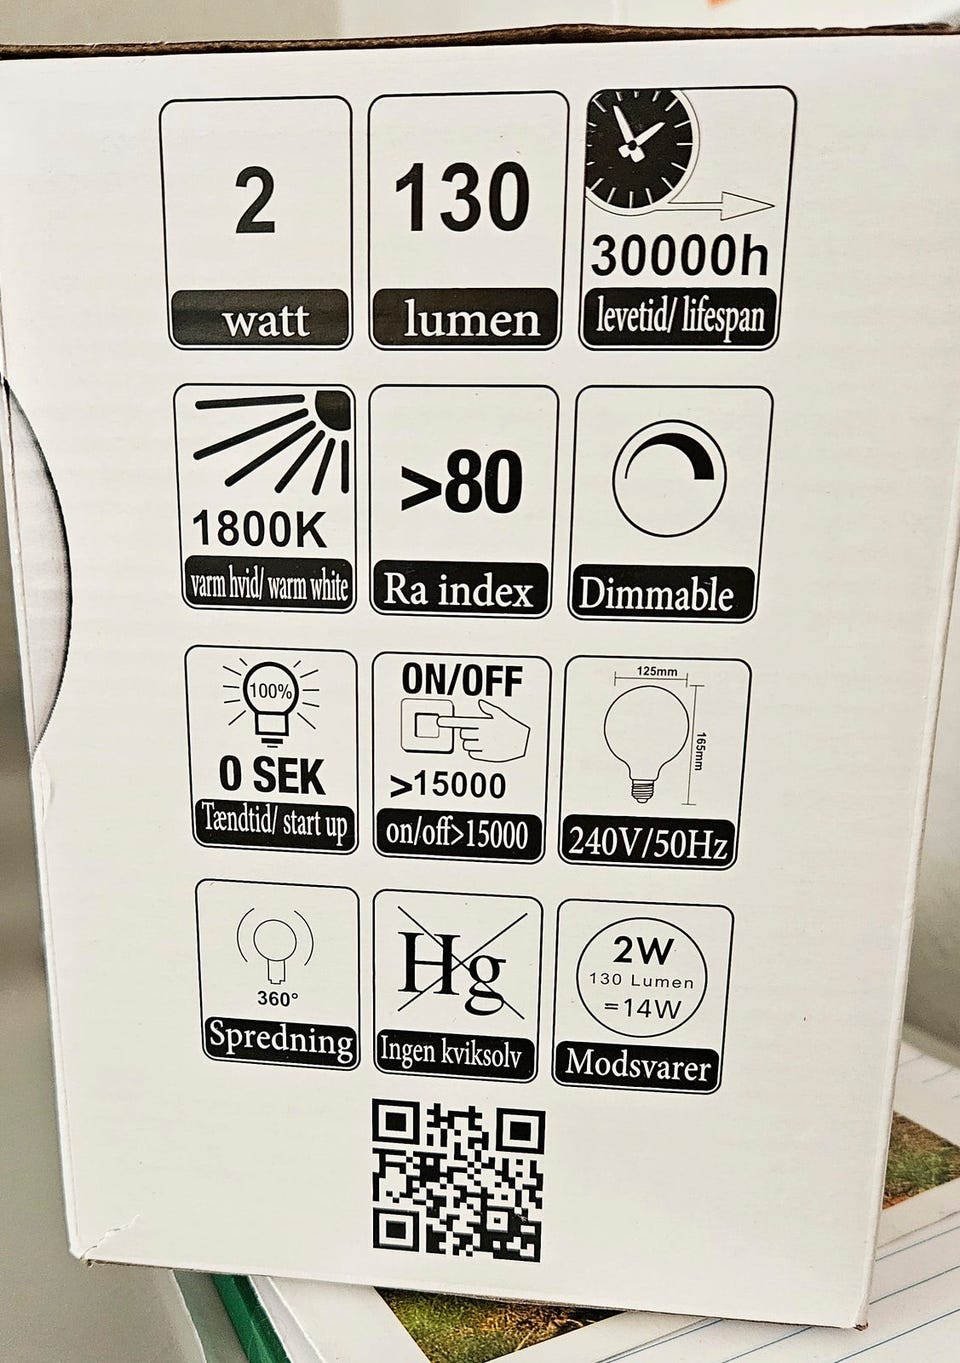 2
watt
130
lumen
30000h
levetid/ lifespan
1800K
varm hvid/ warm white
>80
Ra index
Dimmable
100%
0 SEK
Tændtid/ start up
ON/OFF
>15000
on/off>15000
125mm
165mm
240V/50Hz
360°
Spredning
Hg
Ingen kviksolv
2W
130 Lumen
=14W
Modsvarer